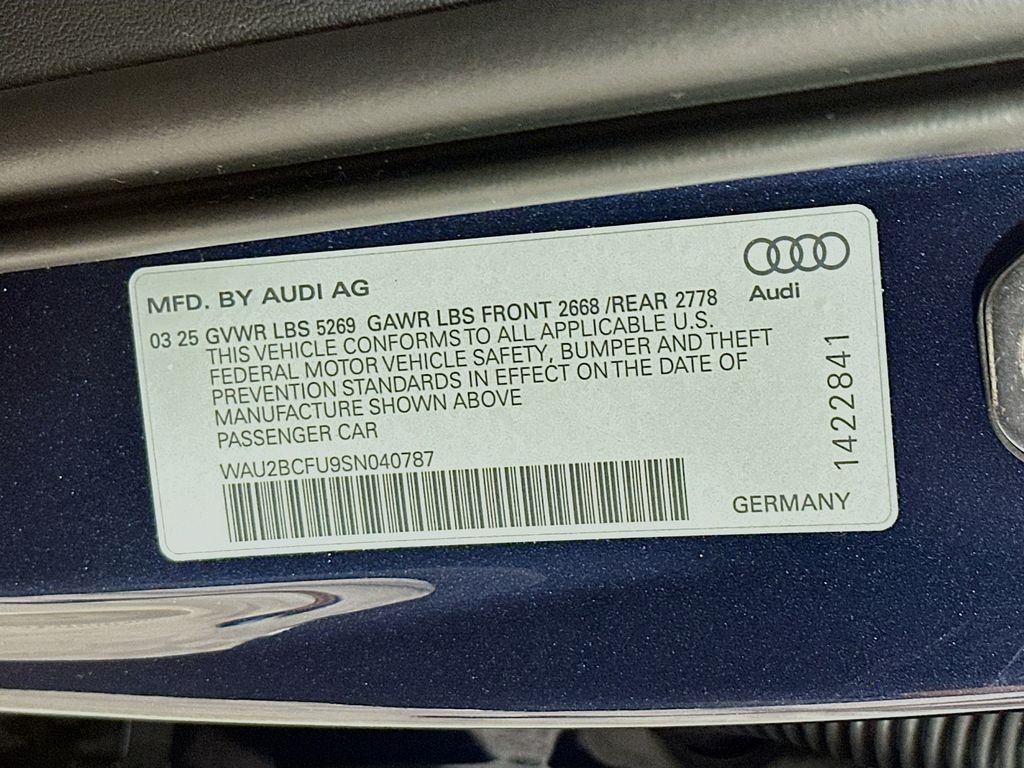 MFD. BY AUDI AG
Audi
03 25 GVWR LBS 5269 GAWR LBS FRONT 2668 /REAR 2778
THIS VEHICLE CONFORMS TO ALL APPLICABLE U.S.
FEDERAL MOTOR VEHICLE SAFETY, BUMPER AND THEFT
PREVENTION STANDARDS IN EFFECT ON THE DATE OF
MANUFACTURE SHOWN ABOVE
PASSENGER CAR
WAU2BCFU9SN040787
1422841
GERMANY